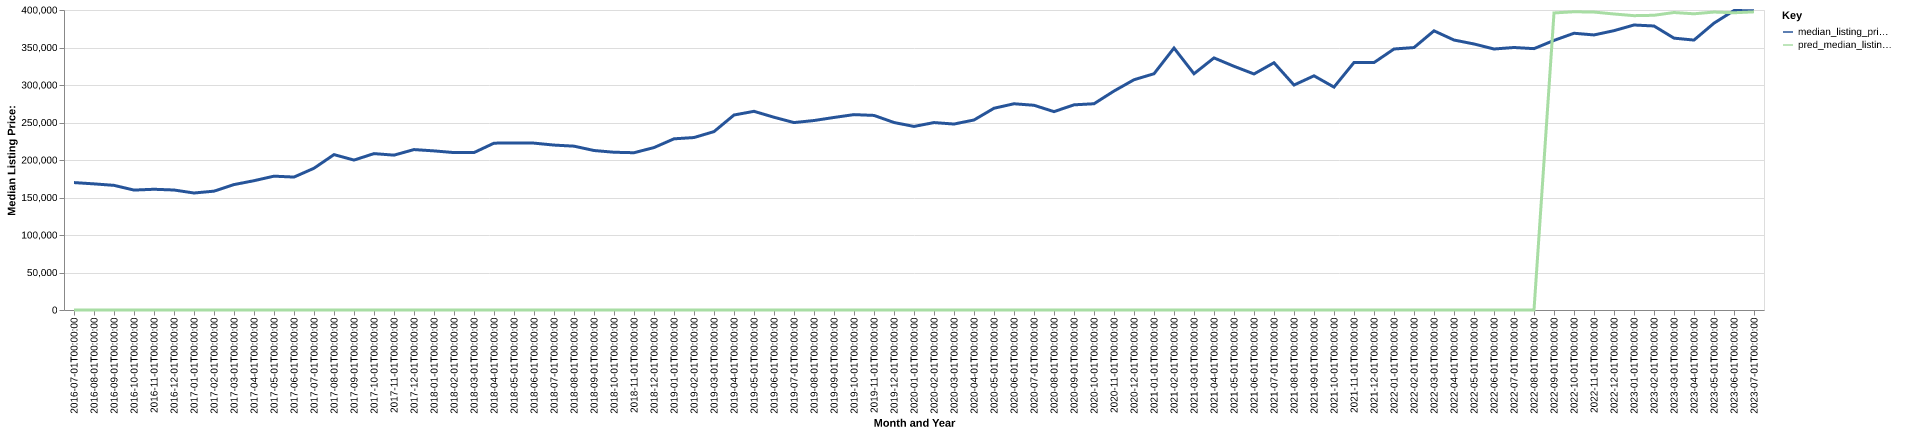 400,000
350,000
300,000
250,000
200,000
150,000
100,000
50,000
0
Median Listing Price:
2016-07-01T00:00:00
2016-08-01T00:00:00
2016-09-01T00:00:00
2016-10-01T00:00:00
2016-11-01T00:00:00
2016-12-01T00:00:00
2017-01-01T00:00:00
2017-02-01T00:00:00
2017-03-01T00:00:00
2017-04-01T00:00:00
2017-05-01T00:00:00
2017-06-01T00:00:00
2017-07-01T00:00:00
2017-08-01T00:00:00
2017-09-01T00:00:00
2017-10-01T00:00:00
2017-11-01T00:00:00
2017-12-01T00:00:00
2018-01-01T00:00:00
2018-02-01T00:00:00
2018-03-01T00:00:00
2018-04-01T00:00:00
2018-05-01T00:00:00
2018-06-01T00:00:00
2018-07-01T00:00:00
2018-08-01T00:00:00
2018-09-01T00:00:00
2018-10-01T00:00:00
2018-11-01T00:00:00
2018-12-01T00:00:00
2019-01-01T00:00:00
2019-02-01T00:00:00
2019-03-01T00:00:00
2019-04-01T00:00:00
2019-05-01T00:00:00
2019-06-01T00:00:00
2019-07-01T00:00:00
2019-08-01T00:00:00
2019-09-01T00:00:00
2019-10-01T00:00:00
2019-11-01T00:00:00
2019-12-01T00:00:00
2020-01-01T00:00:00
2020-02-01T00:00:00
2020-03-01T00:00:00
2020-04-01T00:00:00
2020-05-01T00:00:00
2020-06-01T00:00:00
2020-07-01T00:00:00
2020-08-01T00:00:00
2020-09-01T00:00:00
2020-10-01T00:00:00
2020-11-01T00:00:00
2020-12-01T00:00:00
2021-01-01T00:00:00
2021-02-01T00:00:00
2021-03-01T00:00:00
2021-04-01T00:00:00
2021-05-01T00:00:00
2021-06-01T00:00:00
2021-07-01T00:00:00
2021-08-01T00:00:00
2021-09-01T00:00:00
2021-10-01T00:00:00
2021-11-01T00:00:00
2021-12-01T00:00:00
2022-01-01T00:00:00
2022-02-01T00:00:00
2022-03-01T00:00:00
2022-04-01T00:00:00
2022-05-01T00:00:00
2022-06-01T00:00:00
2022-07-01T00:00:00
2022-08-01T00:00:00
2022-09-01T00:00:00
2022-10-01T00:00:00
2022-11-01T00:00:00
2022-12-01T00:00:00
2023-01-01T00:00:00
2023-02-01T00:00:00
2023-03-01T00:00:00
2023-04-01T00:00:00
2023-05-01T00:00:00
2023-06-01T00:00:00
2023-07-01T00:00:00
Month and Year
Key
median_listing_pri…
pred_median_listin…